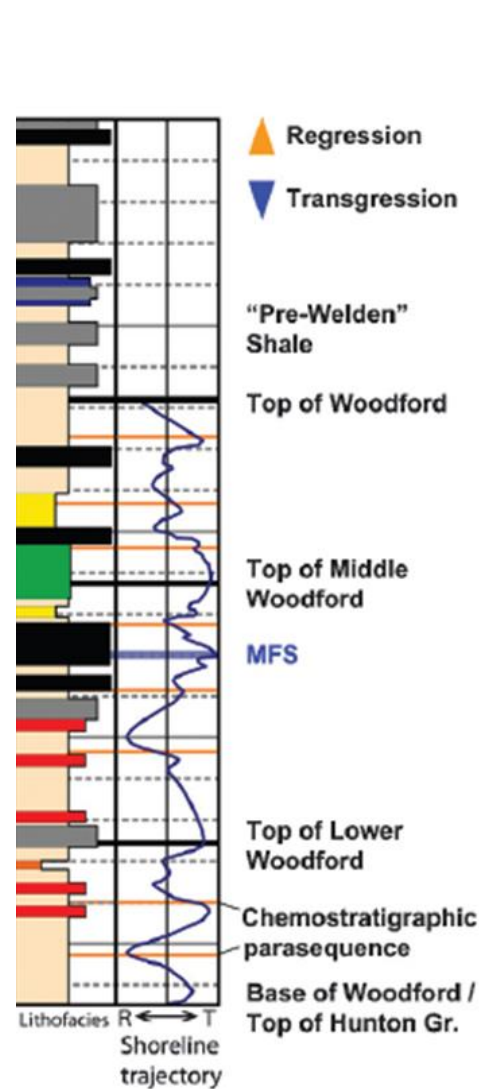 Regression
Transgression
“Pre-Welden”
Shale
Top of Woodford
Top of Middle
Woodford
MFS
Top of Lower
Woodford
Chemostratigraphic
parasequence
Base of Woodford /
Top of Hunton Gr.
Lithofacies R T
Shoreline
trajectory